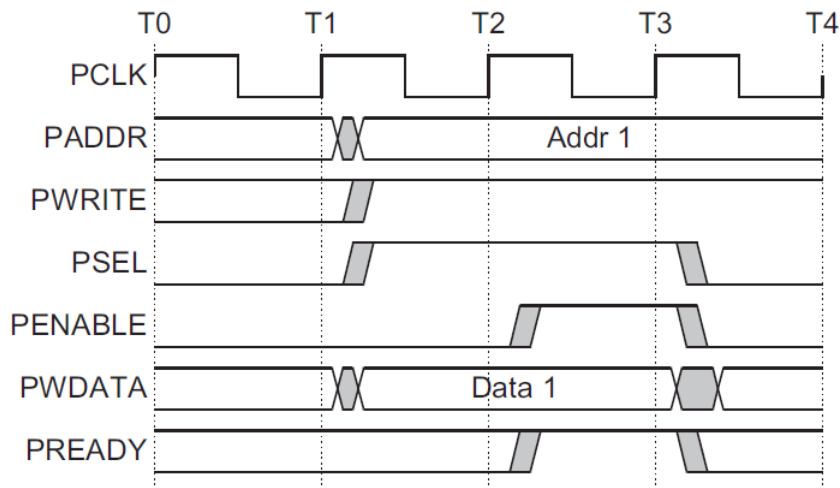 T0 T1 T2 T3 T4
PCLK
PADDR Addr 1
PWRITE
PSEL
PENABLE
PWDATA Data 1
PREADY